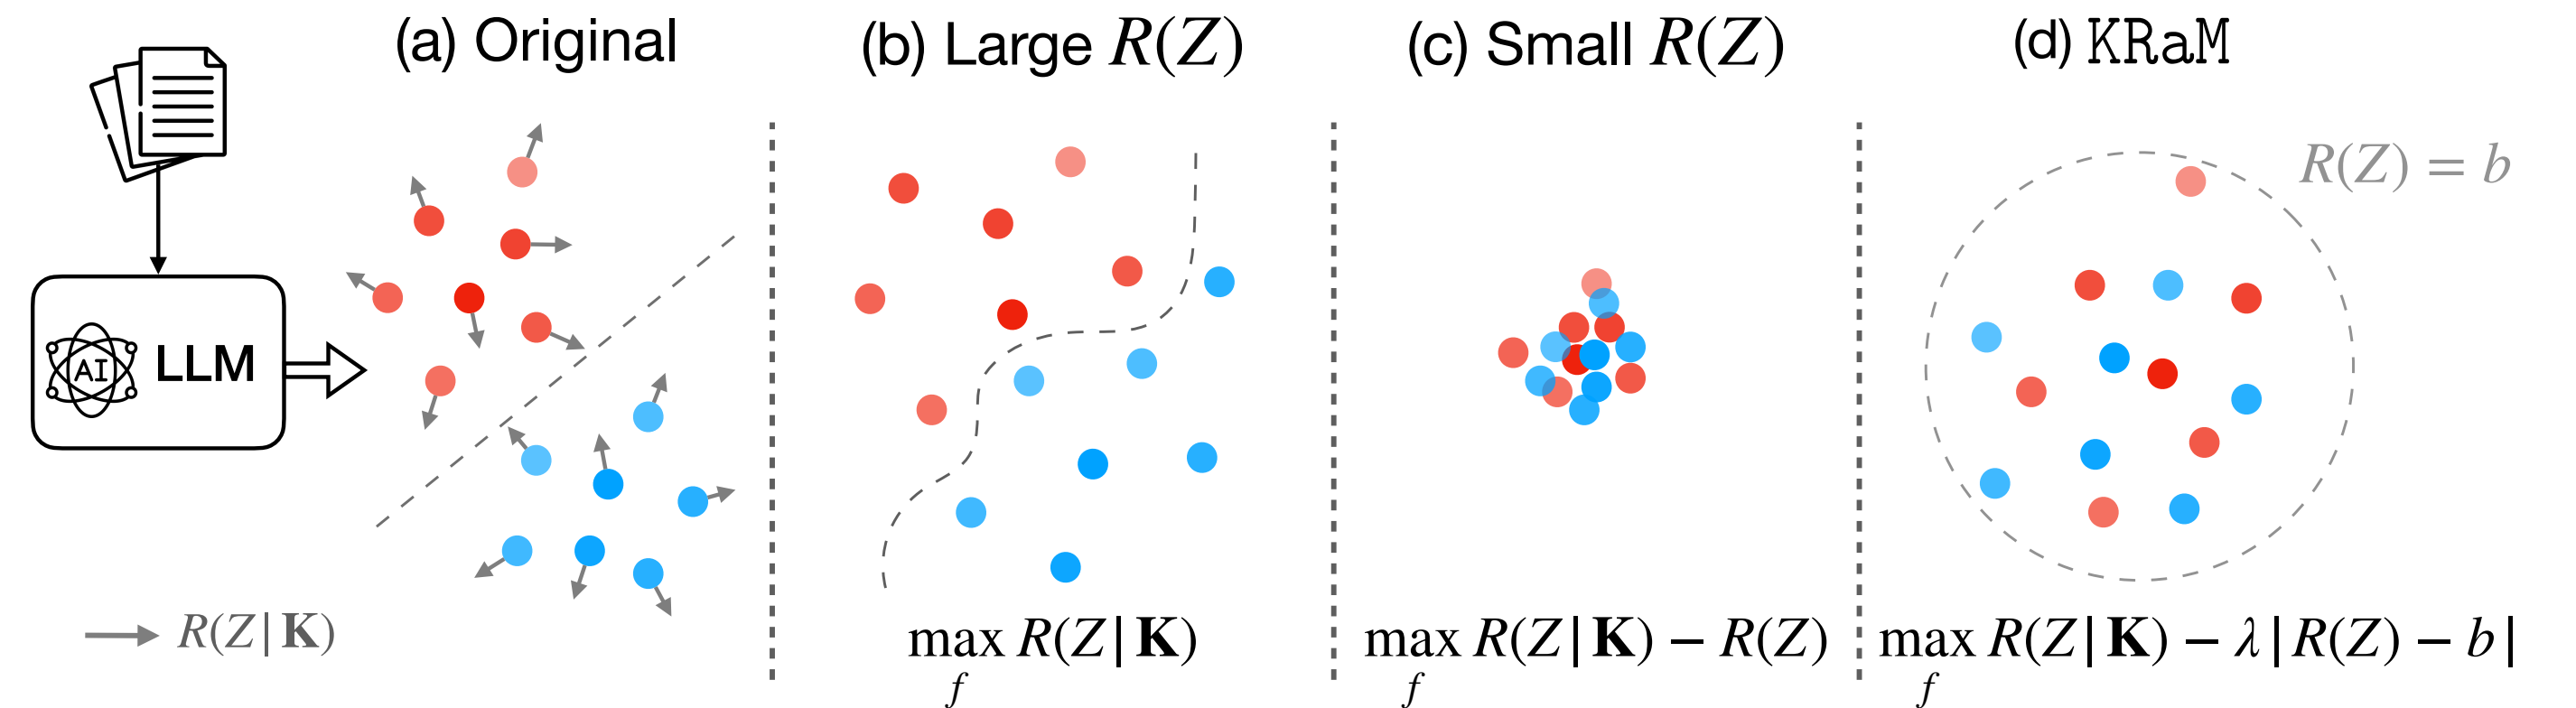 (a) Original
(b) Large R(Z)
(c) Small R(Z)
(d) KRaM
R(Z) = b
AI LLM
R(Z|K)
max R(Z|K)
f
max R(Z|K) − R(Z)
f
max R(Z|K) − λ|R(Z) − b|
f